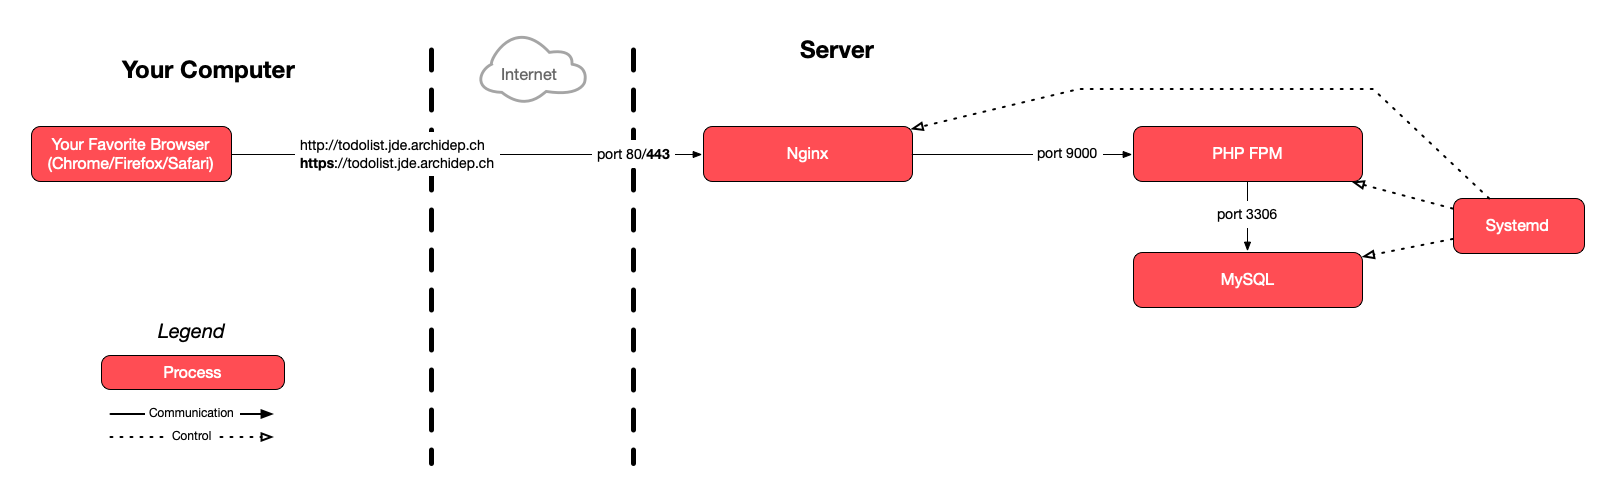 Your Computer
Internet
Server
Your Favorite Browser
(Chrome/Firefox/Safari)
http://todolist.jde.archidep.ch
https://todolist.jde.archidep.ch
port 80/443
Nginx
port 9000
PHP FPM
port 3306
Systemd
MySQL
Legend
Process
Communication
Control